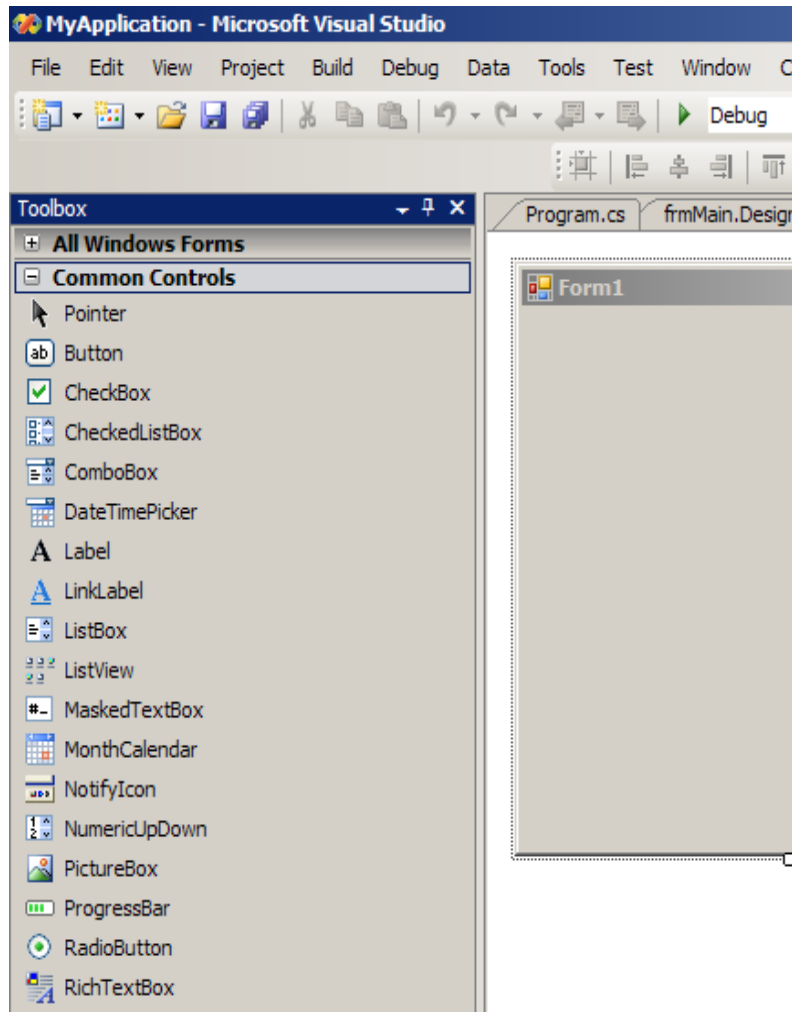 MyApplication - Microsoft Visual Studio
File Edit View Project Build Debug Data Tools Test Window
Debug
Toolbox
Program.cs frmMain.Desig
All Windows Forms
Common Controls
Form1
Pointer
Button
CheckBox
CheckedListBox
ComboBox
DateTimePicker
Label
LinkLabel
ListBox
ListView
MaskedTextBox
MonthCalendar
NotifyIcon
NumericUpDown
PictureBox
ProgressBar
RadioButton
RichTextBox